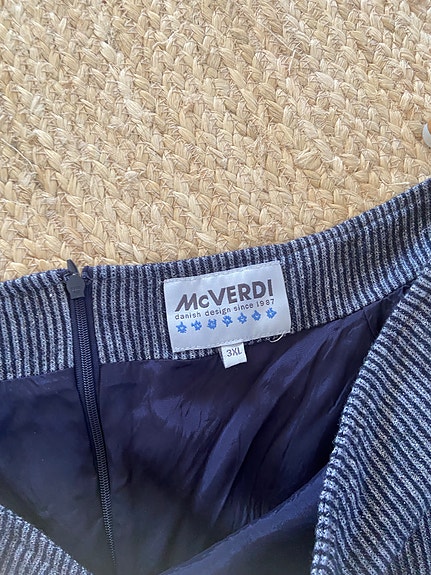 McVERDI
danish design since 1987
3XL